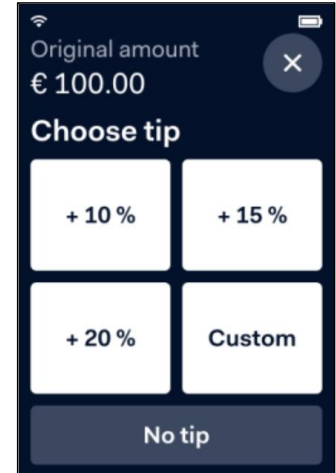 Original amount
€ 100.00
Choose tip
+ 10 %
+ 15 %
+ 20 %
Custom
No tip